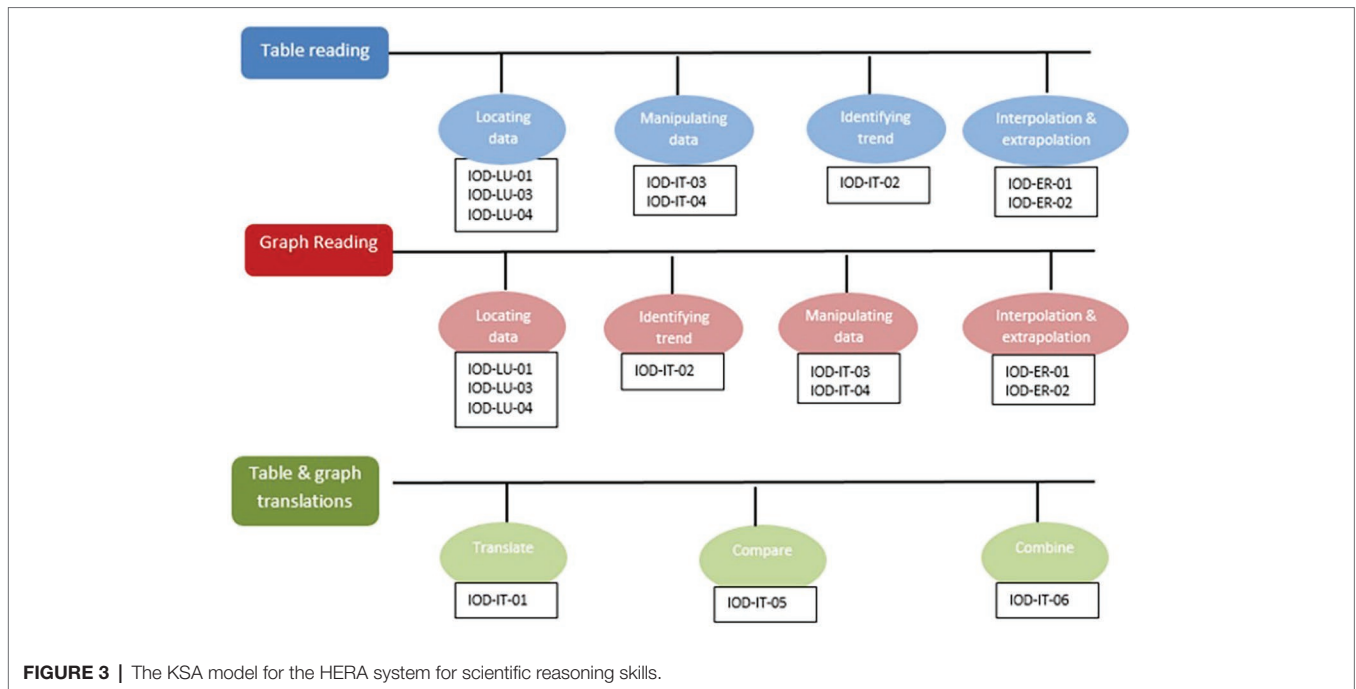 Table reading
Locating
data
Manipulating
data
Identifying
trend
Interpolation &
extrapolation
IOD-LU-01
IOD-LU-03
IOD-LU-04
IOD-IT-03
IOD-IT-04
IOD-IT-02
IOD-ER-01
IOD-ER-02
Graph Reading
Locating
data
Identifying
trend
Manipulating
data
Interpolation &
extrapolation
IOD-LU-01
IOD-LU-03
IOD-LU-04
IOD-IT-02
IOD-IT-03
IOD-IT-04
IOD-ER-01
IOD-ER-02
Table & graph
translations
Translate
Compare
Combine
IOD-IT-01
IOD-IT-05
IOD-IT-06
FIGURE 3 | The KSA model for the HERA system for scientific reasoning skills.